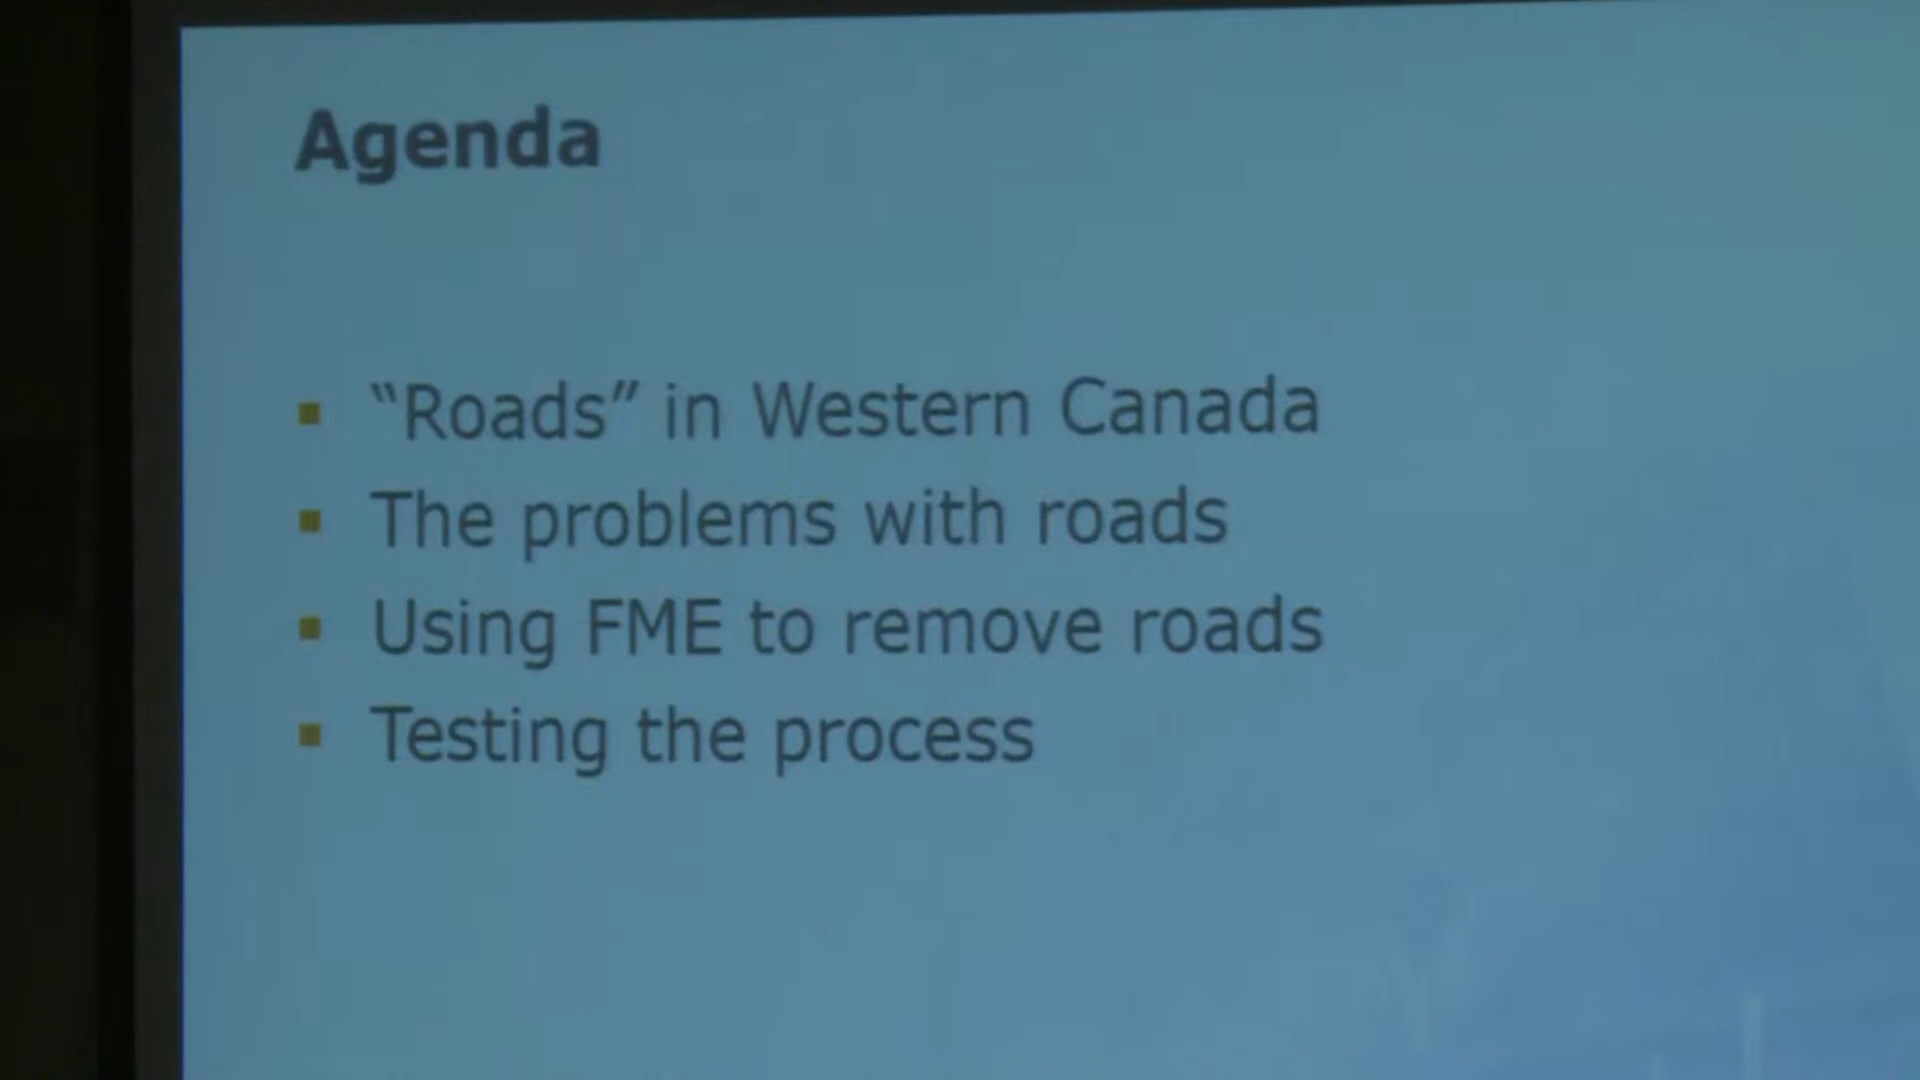 Agenda
“Roads” in Western Canada
The problems with roads
Using FME to remove roads
Testing the process